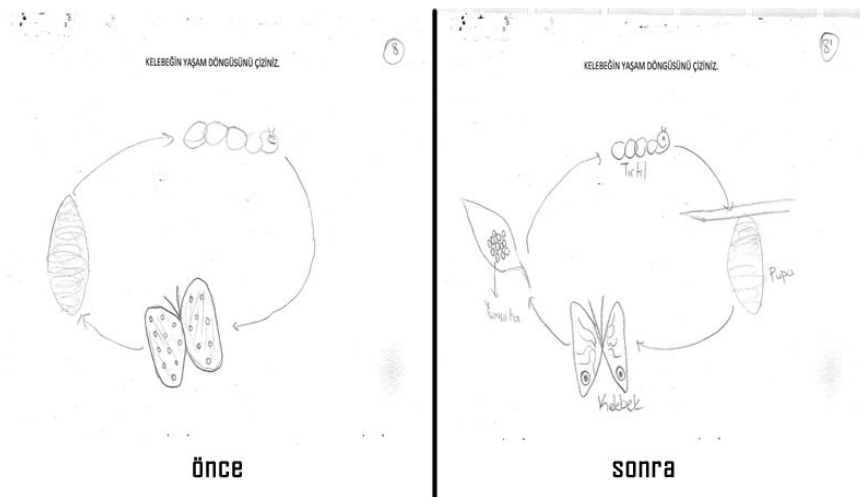 8
KELEBEĞİN YAŞAM DÖNGÜSÜNÜ ÇİZİNİZ.
önce
8'
KELEBEĞİN YAŞAM DÖNGÜSÜNÜ ÇİZİNİZ.
Tırtıl
Pupa
Yumurta
Kelebek
sonra